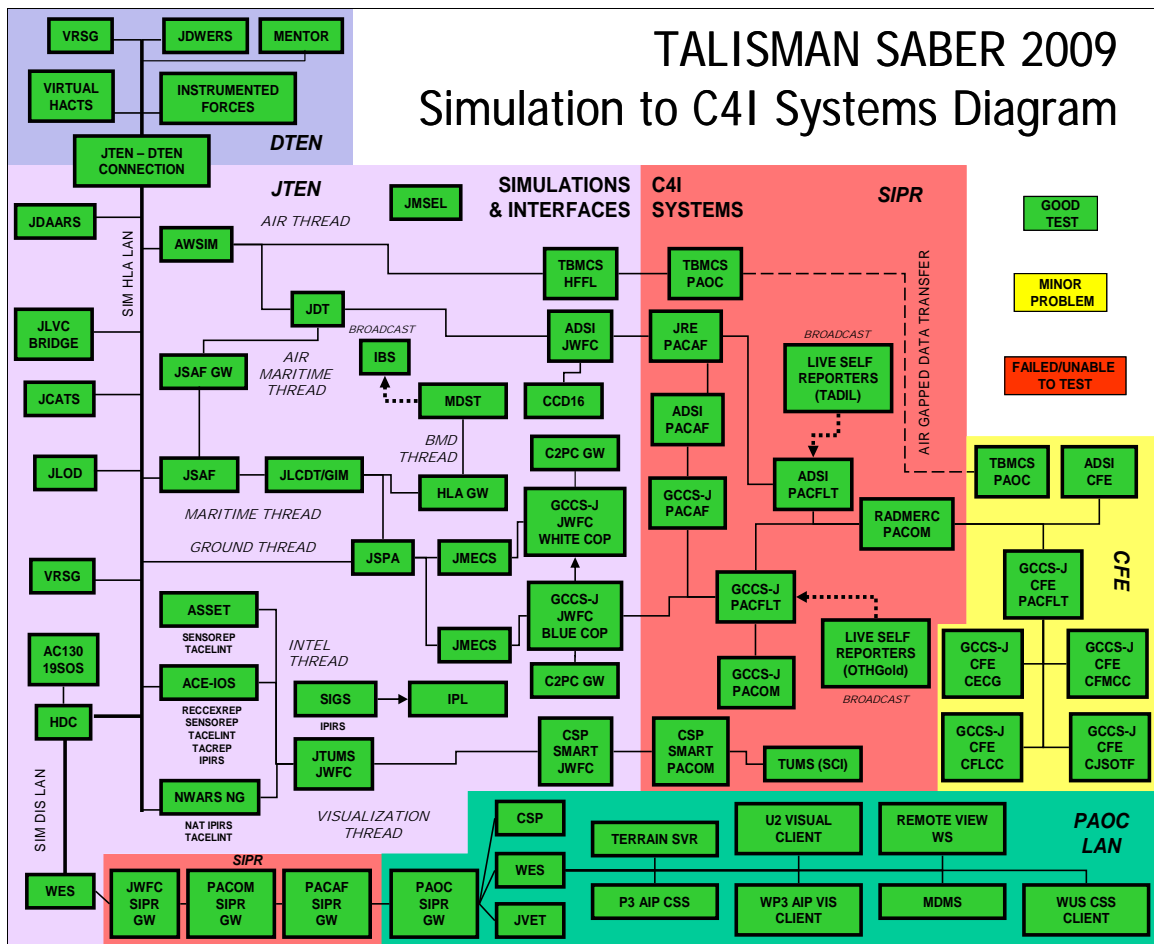 TALISMAN SABER 2009
Simulation to C4I Systems Diagram
VRSG
JDWERS
MENTOR
VIRTUAL
HACTS
INSTRUMENTED
FORCES
DTEN
JTEN – DTEN
CONNECTION
JTEN
SIMULATIONS
& INTERFACES
C4I
SYSTEMS
SIPR
JMSEL
AIR THREAD
JDAARS
SIM HLA LAN
AWSIM
TBMCS
HFFL
TBMCS
PAOC
GOOD
TEST
MINOR
PROBLEM
FAILED/UNABLE
TO TEST
AIR GAPPED DATA TRANSFER
JDT
BROADCAST
IBS
ADSI
JWFC
JRE
PACAF
BROADCAST
LIVE SELF
REPORTERS
(TADIL)
JLVC
BRIDGE
JSAF GW
AIR
MARITIME
THREAD
MDST
CCD16
ADSI
PACAF
JCATS
BMD
THREAD
C2PC GW
JLOD
JSAF
JLCDT/GIM
HLA GW
GCCS-J
JWFC
WHITE COP
GCCS-J
PACAF
ADSI
PACFLT
TBMCS
PAOC
ADSI
CFE
MARITIME THREAD
RADMERC
PACOM
GROUND THREAD
JSPA
JMECS
VRSG
GCCS-J
JWFC
BLUE COP
GCCS-J
PACFLT
GCCS-J
CFE
PACFLT
CFE
ASSET
SENSOREP
TACELINT
INTEL
THREAD
JMECS
C2PC GW
GCCS-J
PACOM
LIVE SELF
REPORTERS
(OTHGold)
BROADCAST
GCCS-J
CFE
CECG
GCCS-J
CFE
CFMCC
AC130
19SOS
HDC
ACE-IOS
RECCEXREP
SENSOREP
TACELINT
TACREP
IPIRS
SIGS
IPIRS
IPL
JTUMS
JWFC
CSP
SMART
JWFC
CSP
SMART
PACOM
TUMS (SCI)
GCCS-J
CFE
CFLCC
GCCS-J
CFE
CJSOTF
SIM DIS LAN
NWARS NG
NAT IPIRS
TACELINT
VISUALIZATION
THREAD
SIPR
WES
JWFC
SIPR
GW
PACOM
SIPR
GW
PACAF
SIPR
GW
PAOC
SIPR
GW
CSP
WES
JVET
TERRAIN SVR
U2 VISUAL
CLIENT
REMOTE VIEW
WS
PAOC
LAN
P3 AIP CSS
WP3 AIP VIS
CLIENT
MDMS
WUS CSS
CLIENT